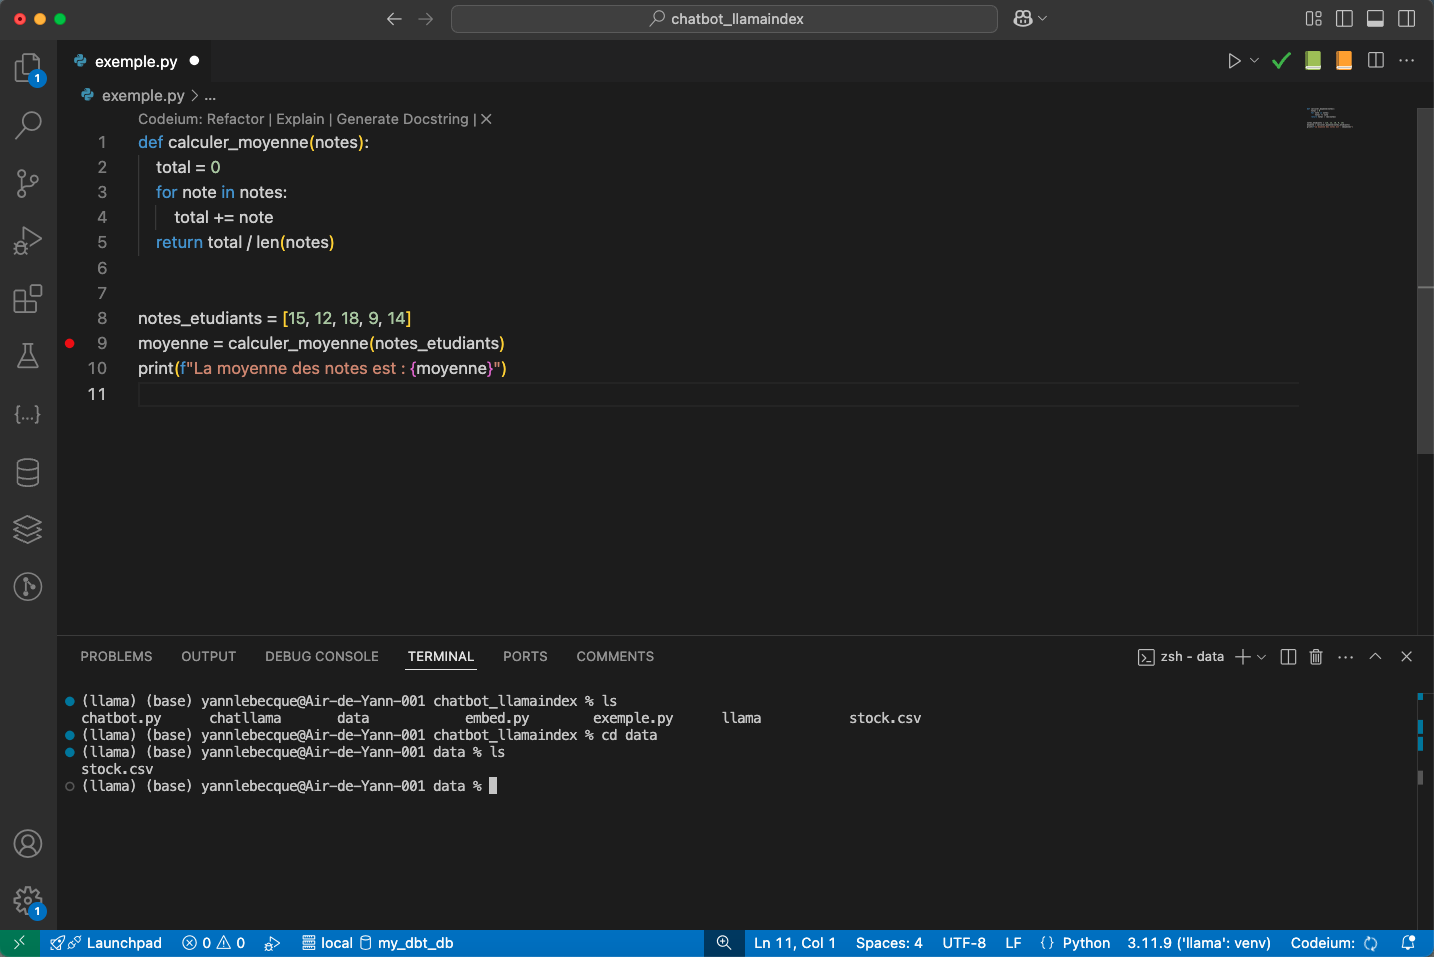 chatbot_llamaindex
1
exemple.py
exemple.py > ...
Codeium: Refactor | Explain | Generate Docstring | ×
1 def calculer_moyenne(notes):
2 total = 0
3 for note in notes:
4 total += note
5 return total / len(notes)
6
7
8 notes_etudiants = [15, 12, 18, 9, 14]
9 moyenne = calculer_moyenne(notes_etudiants)
10 print(f"La moyenne des notes est : {moyenne}")
11
PROBLEMS OUTPUT DEBUG CONSOLE TERMINAL PORTS COMMENTS zsh - data
(llama) (base) yannlebecque@Air-de-Yann-001 chatbot_llamaindex % ls
chatbot.py chatllama data embed.py exemple.py llama stock.csv
(llama) (base) yannlebecque@Air-de-Yann-001 chatbot_llamaindex % cd data
(llama) (base) yannlebecque@Air-de-Yann-001 data % ls
stock.csv
(llama) (base) yannlebecque@Air-de-Yann-001 data %
1
Launchpad 0 0 local my_dbt_db Ln 11, Col 1 Spaces: 4 UTF-8 LF {} Python 3.11.9 ('llama': venv) Codeium: